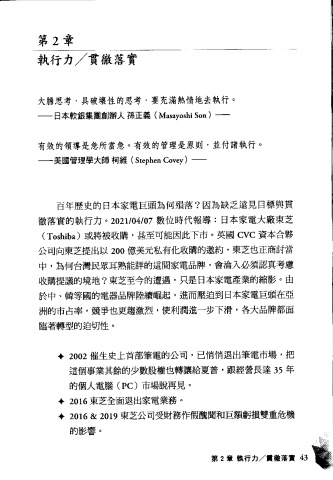 第 2 章
執行力／貫徹落實
大膽思考，具破壞性的思考，要充滿熱情地去執行。
——日本軟銀集團創辦人 孫正義（Masayoshi Son）——
有效的領導是急所當急。有效的管理是原則，並付諸執行。
——美國管理學大師 柯維（Stephen Covey）——
百年歷史的日本家電巨頭為何殞落？因為缺乏遠見目標與貫
徹落實的執行力。2021/04/07 數位時代報導：日本家電大廠東芝
（Toshiba）或將被收購，甚至可能因此下市。英國 CVC 資本合夥
公司向東芝提出以 200 億美元私有化收購的邀約，東芝也正商討當
中，為何台灣民眾耳熟能詳的這間家電品牌，會淪入必須認真考慮
收購提議的境地？東芝至今的遭遇，只是日本家電產業的縮影。由
於中、韓等國的電器品牌陸續崛起，進而壓迫到日本家電巨頭在亞
洲的市占率，競爭也更趨激烈，使利潤進一步下滑，各大品牌都面
臨著轉型的迫切性。
✦ 2002 催生史上首部筆電的公司，已悄悄退出筆電市場，把
這個事業其餘的少數股權也轉讓給夏普，跟經營長達 35 年
的個人電腦（PC）市場說再見。
✦ 2016 東芝全面退出家電業務。
✦ 2016 & 2019 東芝公司受財務作假醜聞和巨額虧損雙重危機
的影響。
第 2 章 執行力／貫徹落實 43